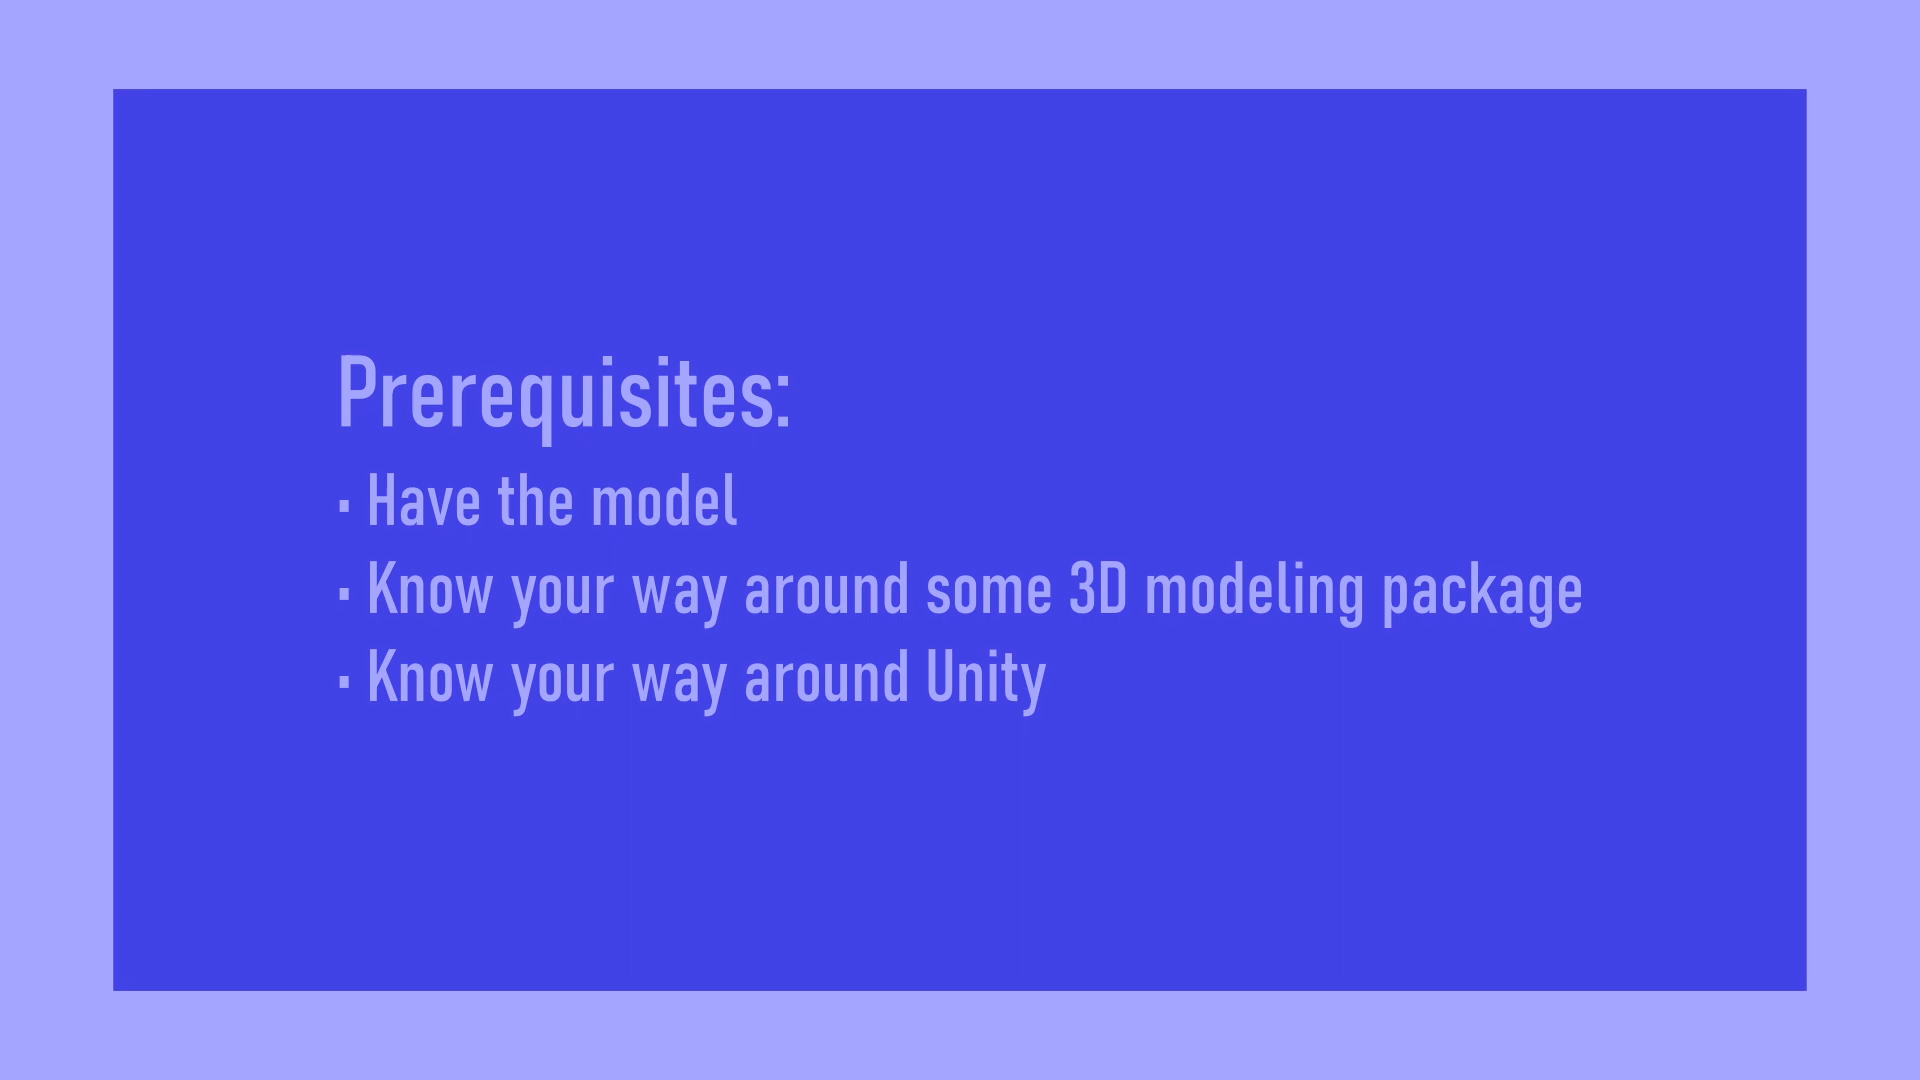 Prerequisites:
· Have the model
· Know your way around some 3D modeling package
· Know your way around Unity